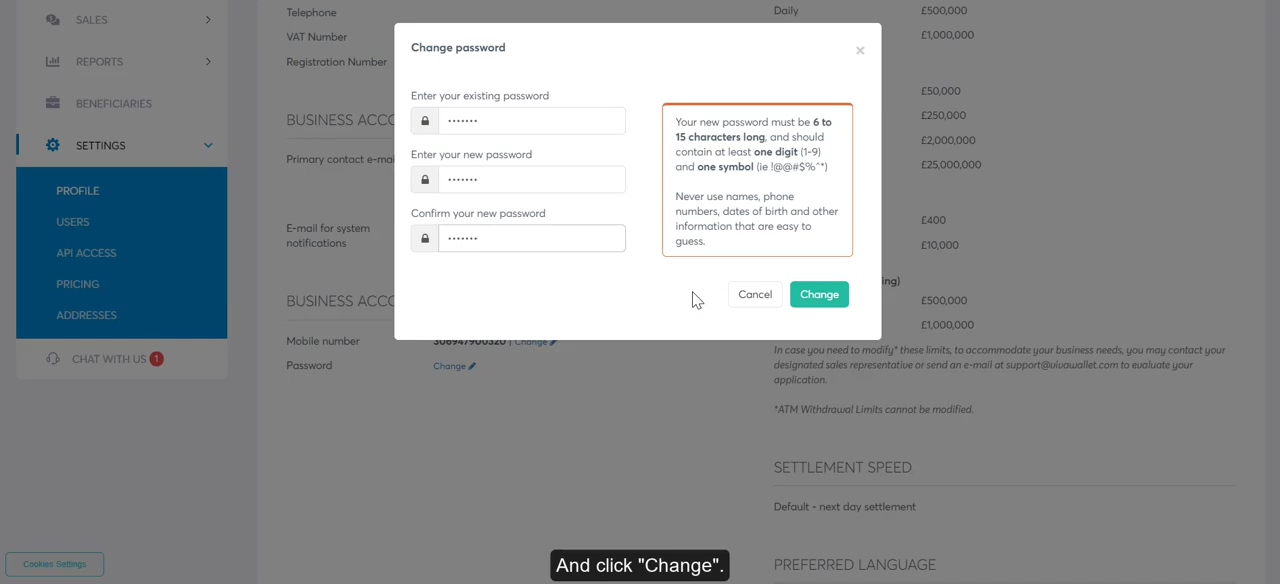 SALES
REPORTS
BENEFICIARIES
SETTINGS
PROFILE
USERS
API ACCESS
PRICING
ADDRESSES
CHAT WITH US 1
Cookies Settings
Telephone
VAT Number
Registration Number
BUSINESS ACCO
Primary contact e-mai
E-mail for system
notifications
BUSINESS ACCO
Mobile number 306947900320 | Change
Password Change
Change password
×
Enter your existing password
•••••••
Enter your new password
•••••••
Confirm your new password
•••••••
Your new password must be 6 to
15 characters long, and should
contain at least one digit (1-9)
and one symbol (ie !@@#$%^*)
Never use names, phone
numbers, dates of birth and other
information that are easy to
guess.
Cancel Change
Daily £500,000
£1,000,000
£50,000
£250,000
£2,000,000
£25,000,000
£400
£10,000
ing)
£500,000
£1,000,000
In case you need to modify* these limits, to accommodate your business needs, you may contact your
designated sales representative or send an e-mail at support@vivawallet.com to evaluate your
application.
*ATM Withdrawal Limits cannot be modified.
SETTLEMENT SPEED
Default - next day settlement
PREFERRED LANGUAGE
And click "Change".